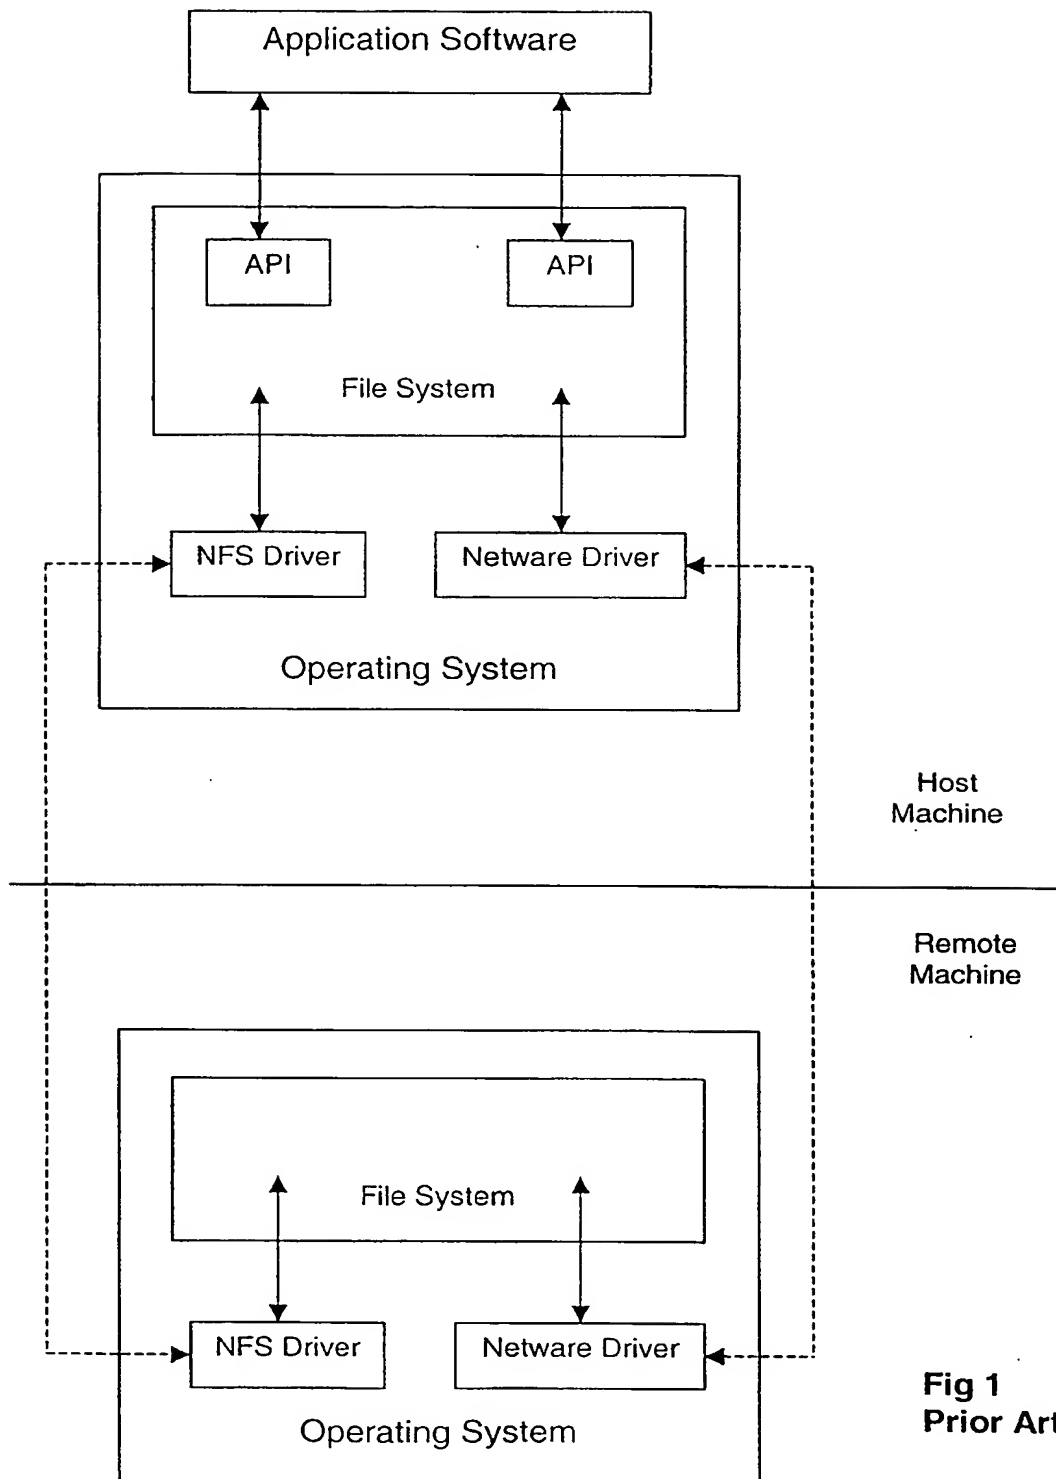 Application Software
API
API
File System
NFS Driver
Netware Driver
Operating System
Host
Machine
Remote
Machine
File System
NFS Driver
Netware Driver
Operating System
Fig 1
Prior Art